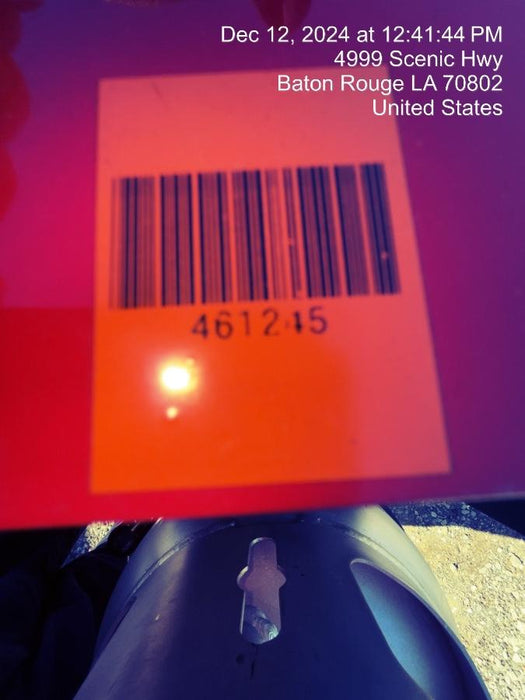 Dec 12, 2024 at 12:41:44 PM
4999 Scenic Hwy
Baton Rouge LA 70802
United States
461245